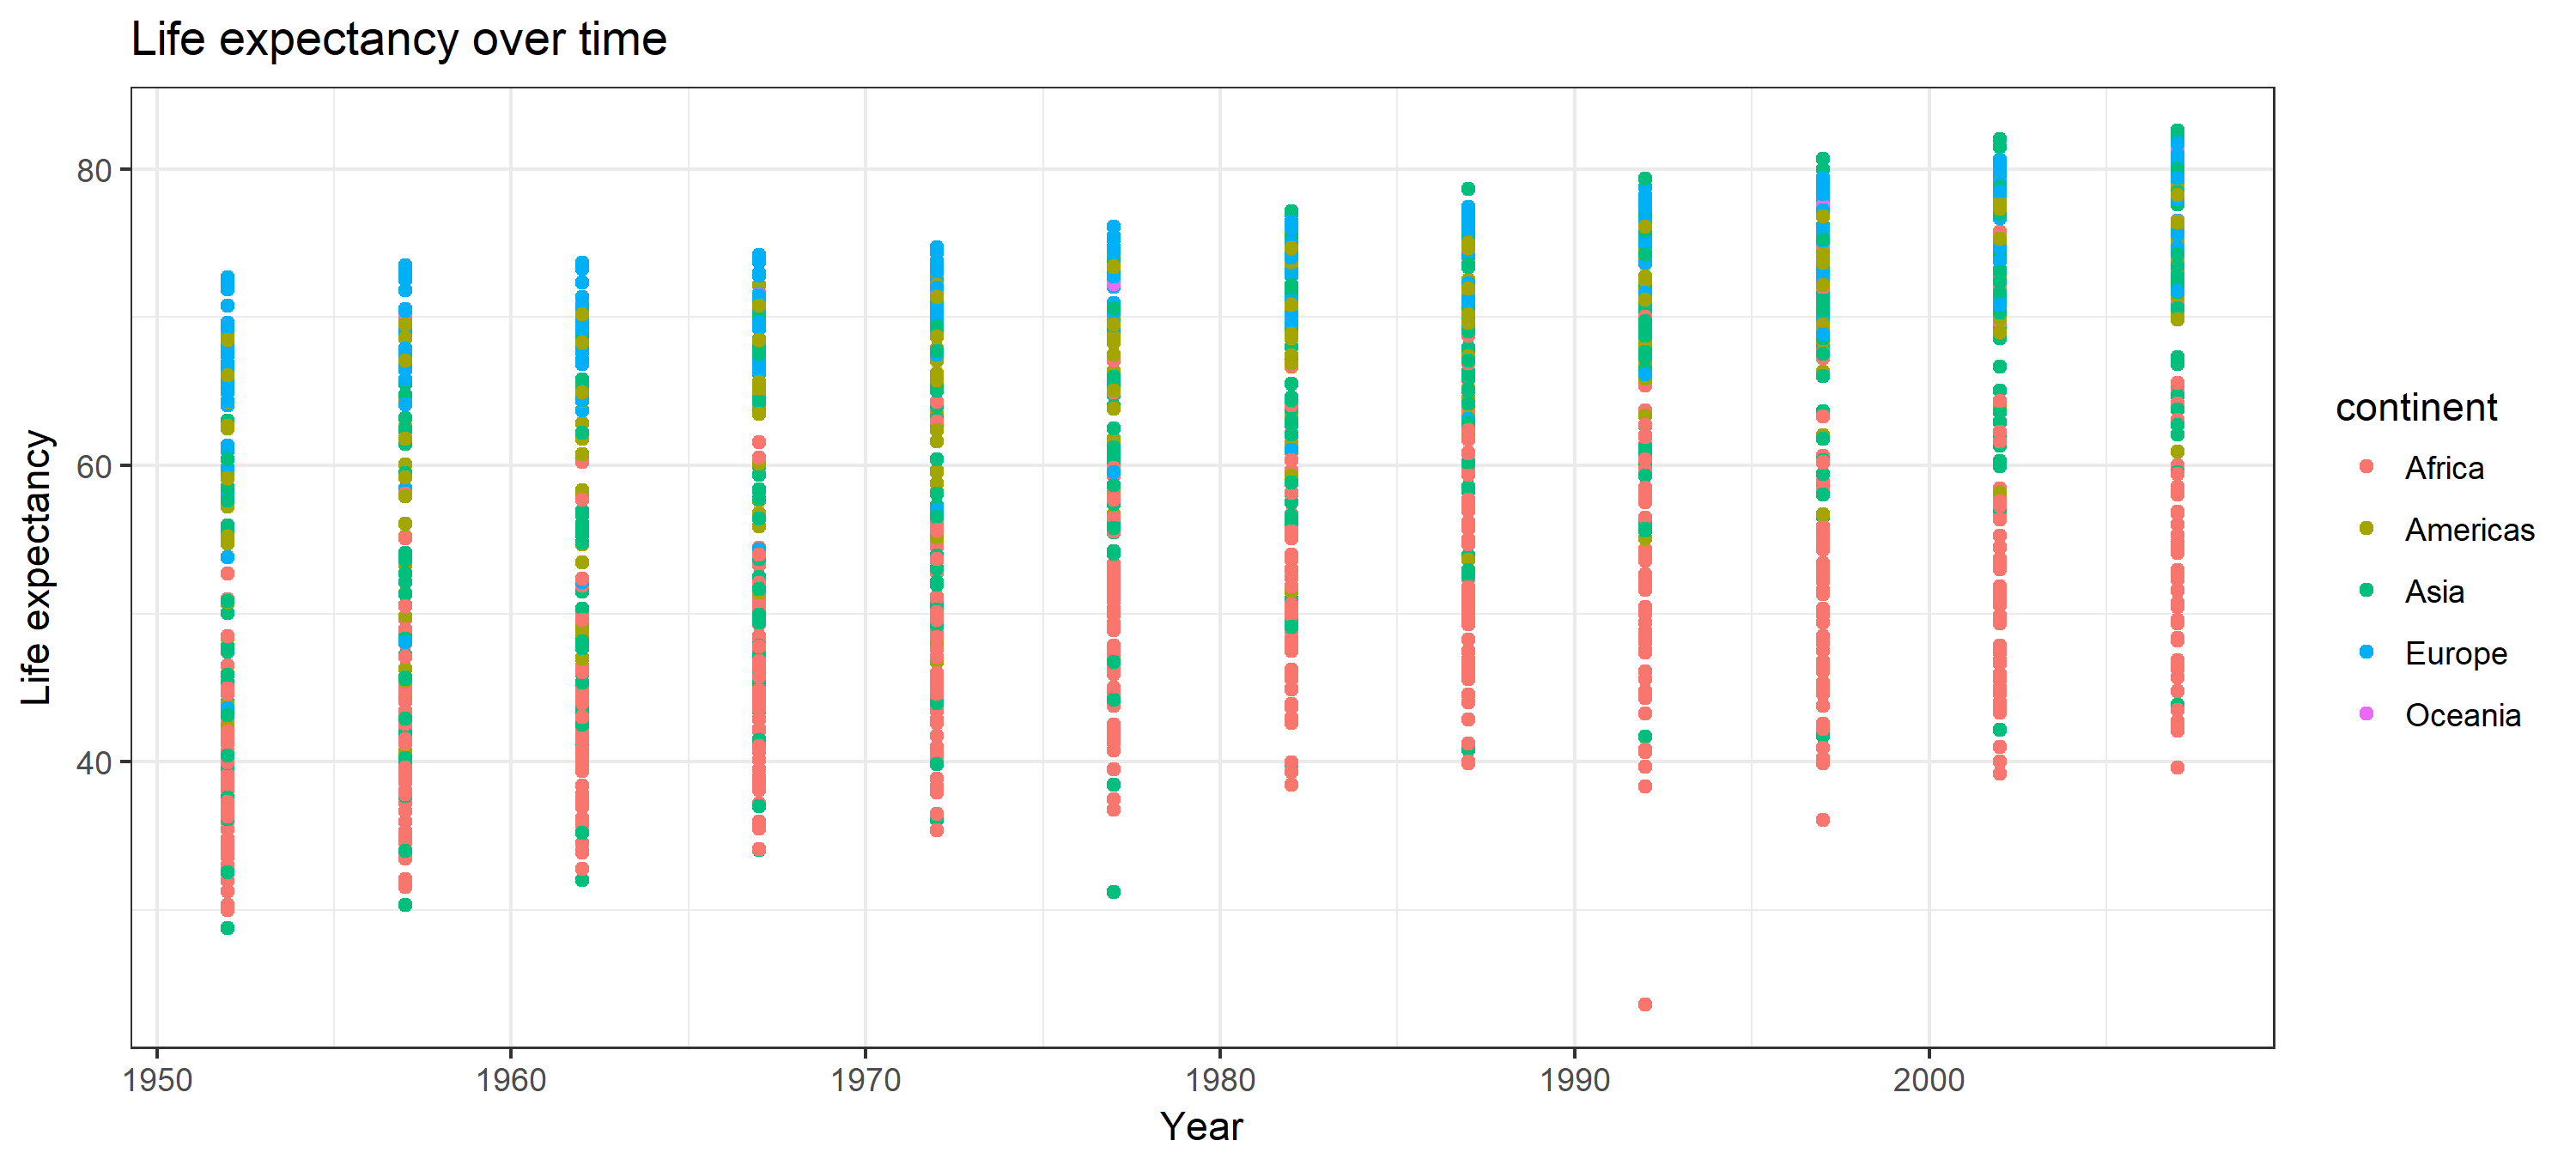 Life expectancy over time
Life expectancy
80
60
40
1950 1960 1970 1980 1990 2000
Year
continent
Africa
Americas
Asia
Europe
Oceania